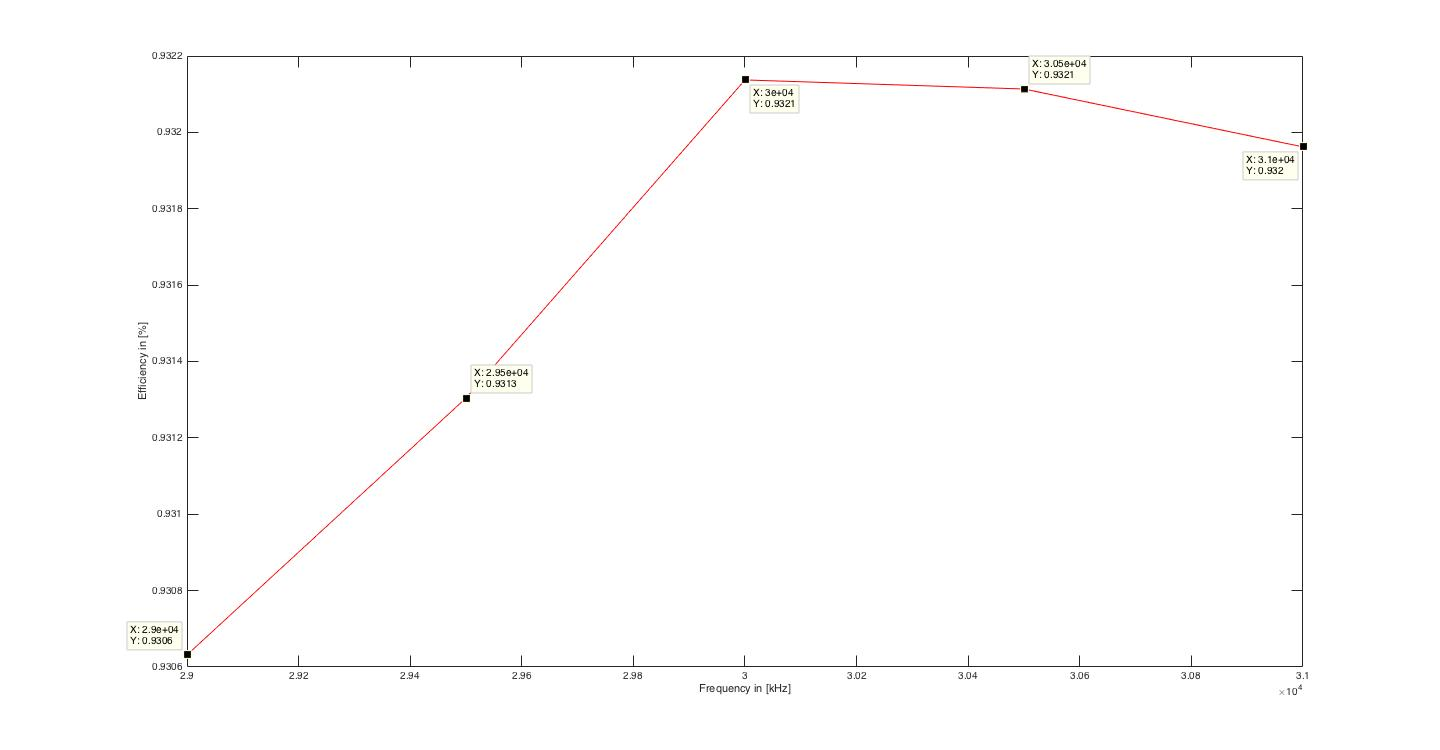 0.9322
X: 3.05e+04
Y: 0.9321
X: 3e+04
Y: 0.9321
0.932
X: 3.1e+04
Y: 0.932
0.9318
0.9316
0.9314
Efficiency in [%]
X: 2.95e+04
Y: 0.9313
0.9312
0.931
0.9308
X: 2.9e+04
Y: 0.9306
0.9306
2.9 2.92 2.94 2.96 2.98 3 3.02 3.04 3.06 3.08 3.1
Frequency in [kHz]
×10⁴